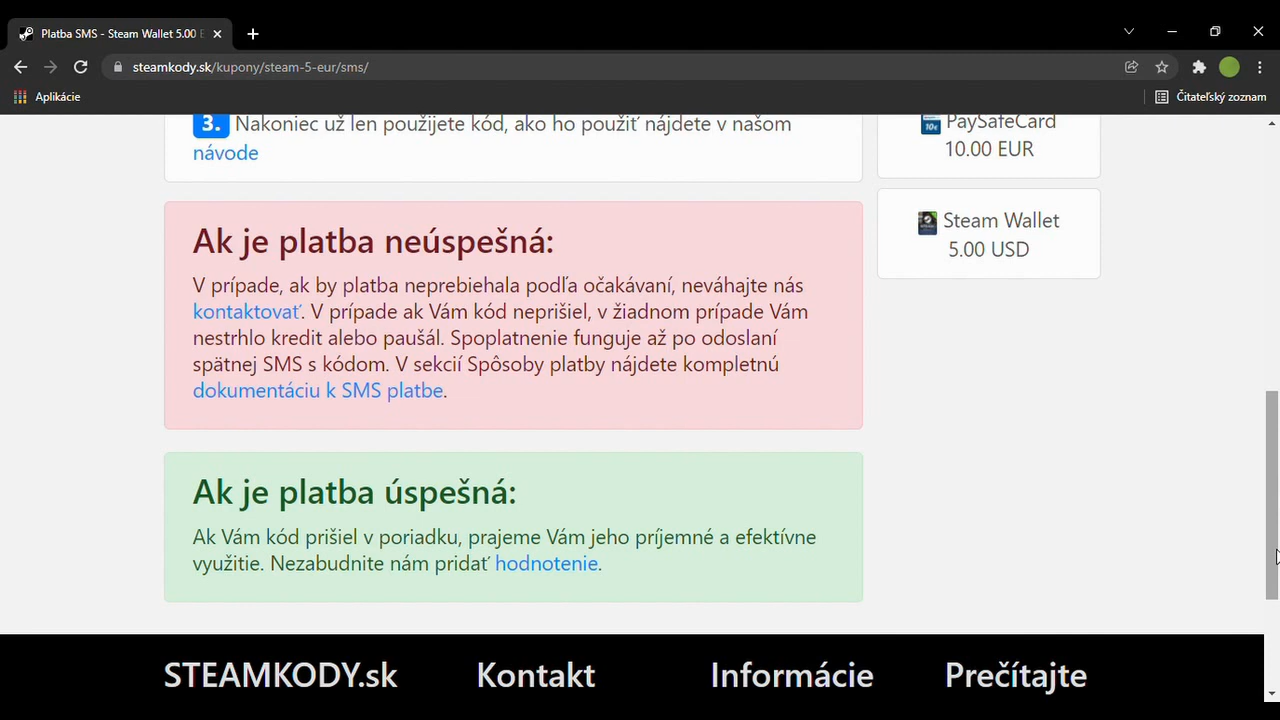 Platba SMS - Steam Wallet 5.00 E
steamkody.sk/kupony/steam-5-eur/sms/
Aplikácie
Čitateľský zoznam
3. Nakoniec už len použijete kód, ako ho použiť nájdete v našom
návode
PaySafeCard
10.00 EUR
Steam Wallet
5.00 USD
Ak je platba neúspešná:
V prípade, ak by platba neprebiehala podľa očakávaní, neváhajte nás
kontaktovať. V prípade ak Vám kód neprišiel, v žiadnom prípade Vám
nestrhlo kredit alebo paušál. Spoplatnenie funguje až po odoslaní
spätnej SMS s kódom. V sekcií Spôsoby platby nájdete kompletnú
dokumentáciu k SMS platbe.
Ak je platba úspešná:
Ak Vám kód prišiel v poriadku, prajeme Vám jeho príjemné a efektívne
využitie. Nezabudnite nám pridať hodnotenie.
STEAMKODY.sk
Kontakt
Informácie
Prečítajte